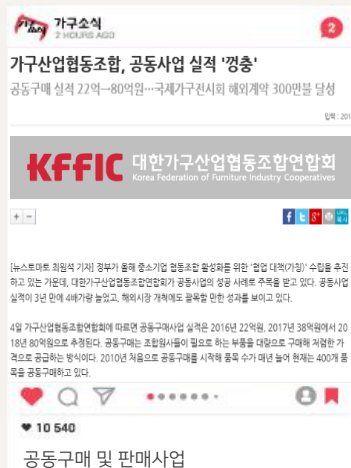 가구소식
2 HOURS AGO
2
가구산업협동조합, 공동사업 실적 '껑충'
공동구매 실적 22억→80억원…국제가구전시회 해외계약 300만불 달성
입력 : 201
KFFIC 대한가구산업협동조합연합회
Korea Federation of Furniture Industry Cooperatives
[뉴스토마토 최원석 기자] 정부가 올해 중소기업 협동조합 활성화를 위한 '협업 대책(가칭)' 수립을 추진
하고 있는 가운데, 대한가구산업협동조합연합회가 공동사업의 성공 사례로 주목을 받고 있다. 공동사업
실적이 3년 만에 4배가량 늘었고, 해외시장 개척에도 괄목할 만한 성과를 보이고 있다.
4일 가구산업협동조합연합회에 따르면 공동구매사업 실적은 2016년 22억원, 2017년 38억원에서 20
18년 80억원으로 추정된다. 공동구매는 조합원사들이 필요로 하는 부품을 대량으로 구매해 저렴한 가
격으로 공급하는 방식이다. 2010년 처음으로 공동구매를 시작해 품목 수가 매년 늘어 현재는 400개 품
목을 공동구매하고 있다.
10 540
공동구매 및 판매사업